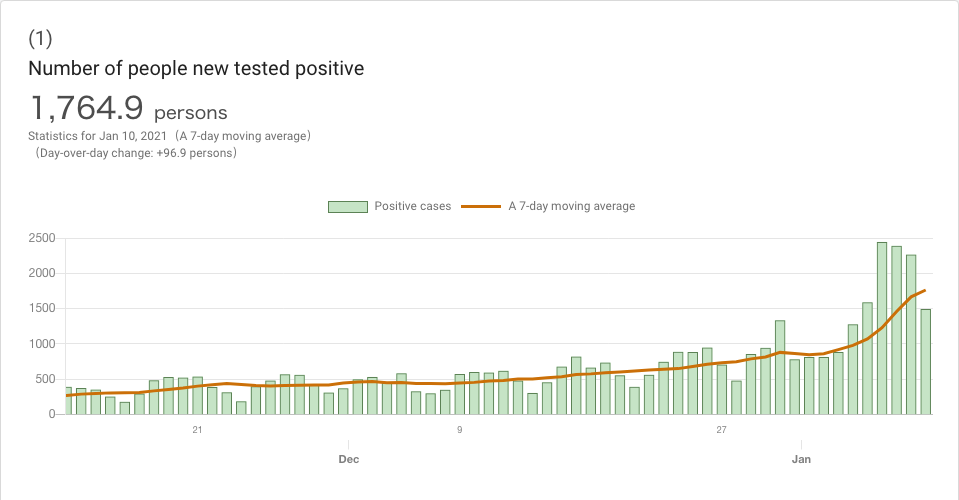 (1)
Number of people new tested positive
1,764.9 persons
Statistics for Jan 10, 2021（A 7-day moving average）
（Day-over-day change: +96.9 persons）
Positive cases A 7-day moving average
2500
2000
1500
1000
500
0
21 9 27
Dec Jan